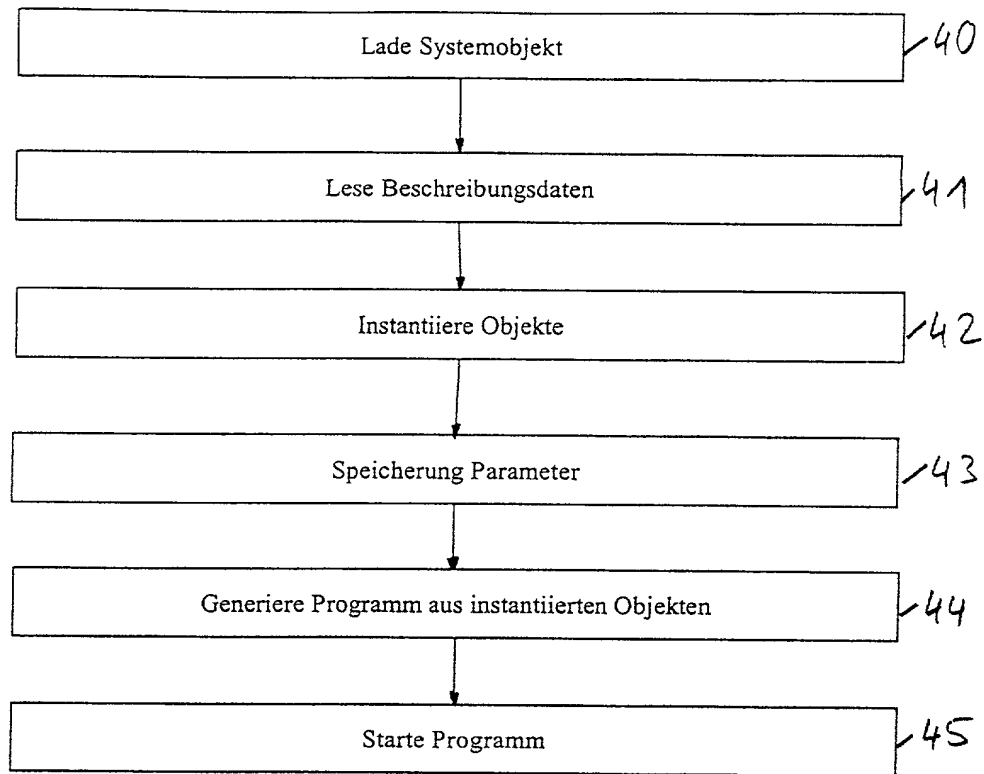 Lade Systemobjekt 40
Lese Beschreibungsdaten 41
Instantiiere Objekte 42
Speicherung Parameter 43
Generiere Programm aus instantiierten Objekten 44
Starte Programm 45